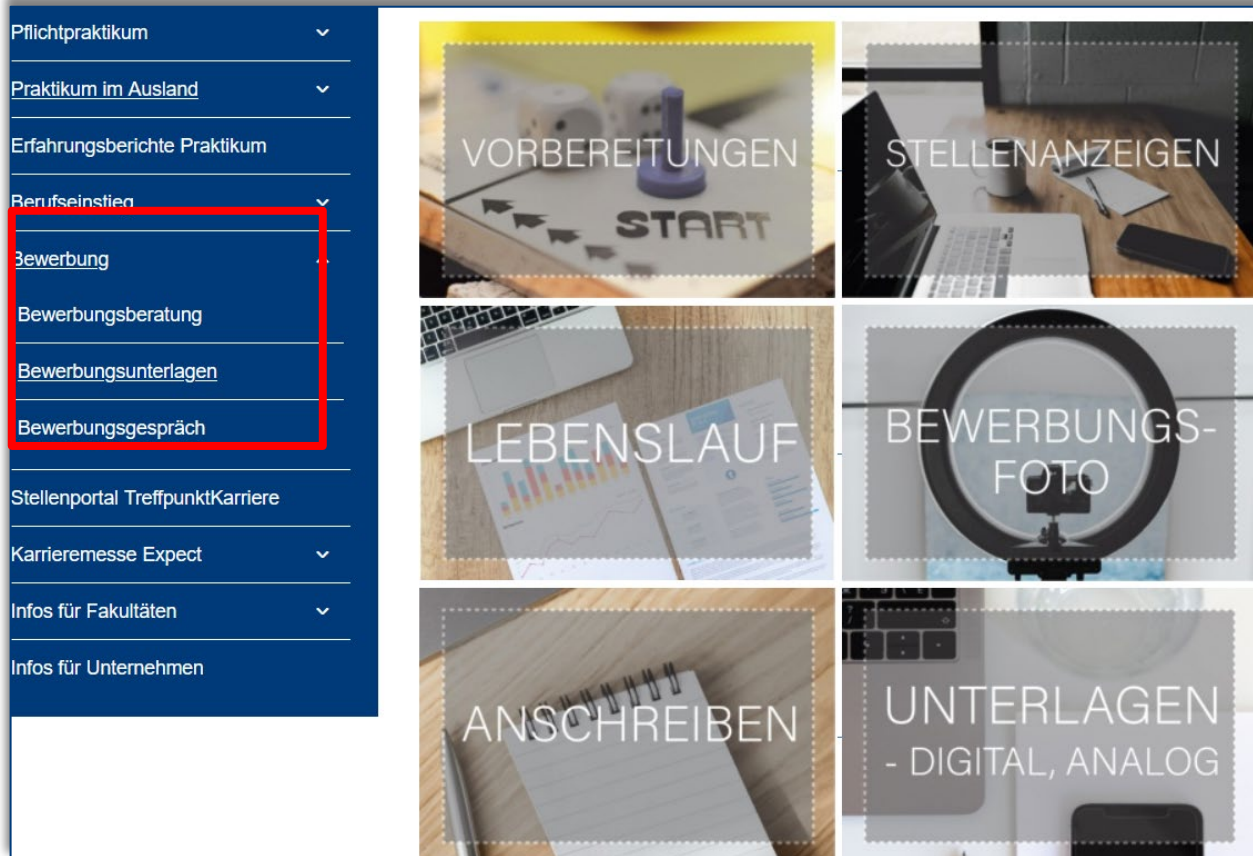 Pflichtpraktikum
Praktikum im Ausland
Erfahrungsberichte Praktikum
Berufseinstieg
Bewerbung
Bewerbungsberatung
Bewerbungsunterlagen
Bewerbungsgespräch
Stellenportal TreffpunktKarriere
Karrieremesse Expect
Infos für Fakultäten
Infos für Unternehmen
VORBEREITUNGEN
START
STELLENANZEIGEN
LEBENSLAUF
BEWERBUNGS-
FOTO
ANSCHREIBEN
UNTERLAGEN
- DIGITAL, ANALOG